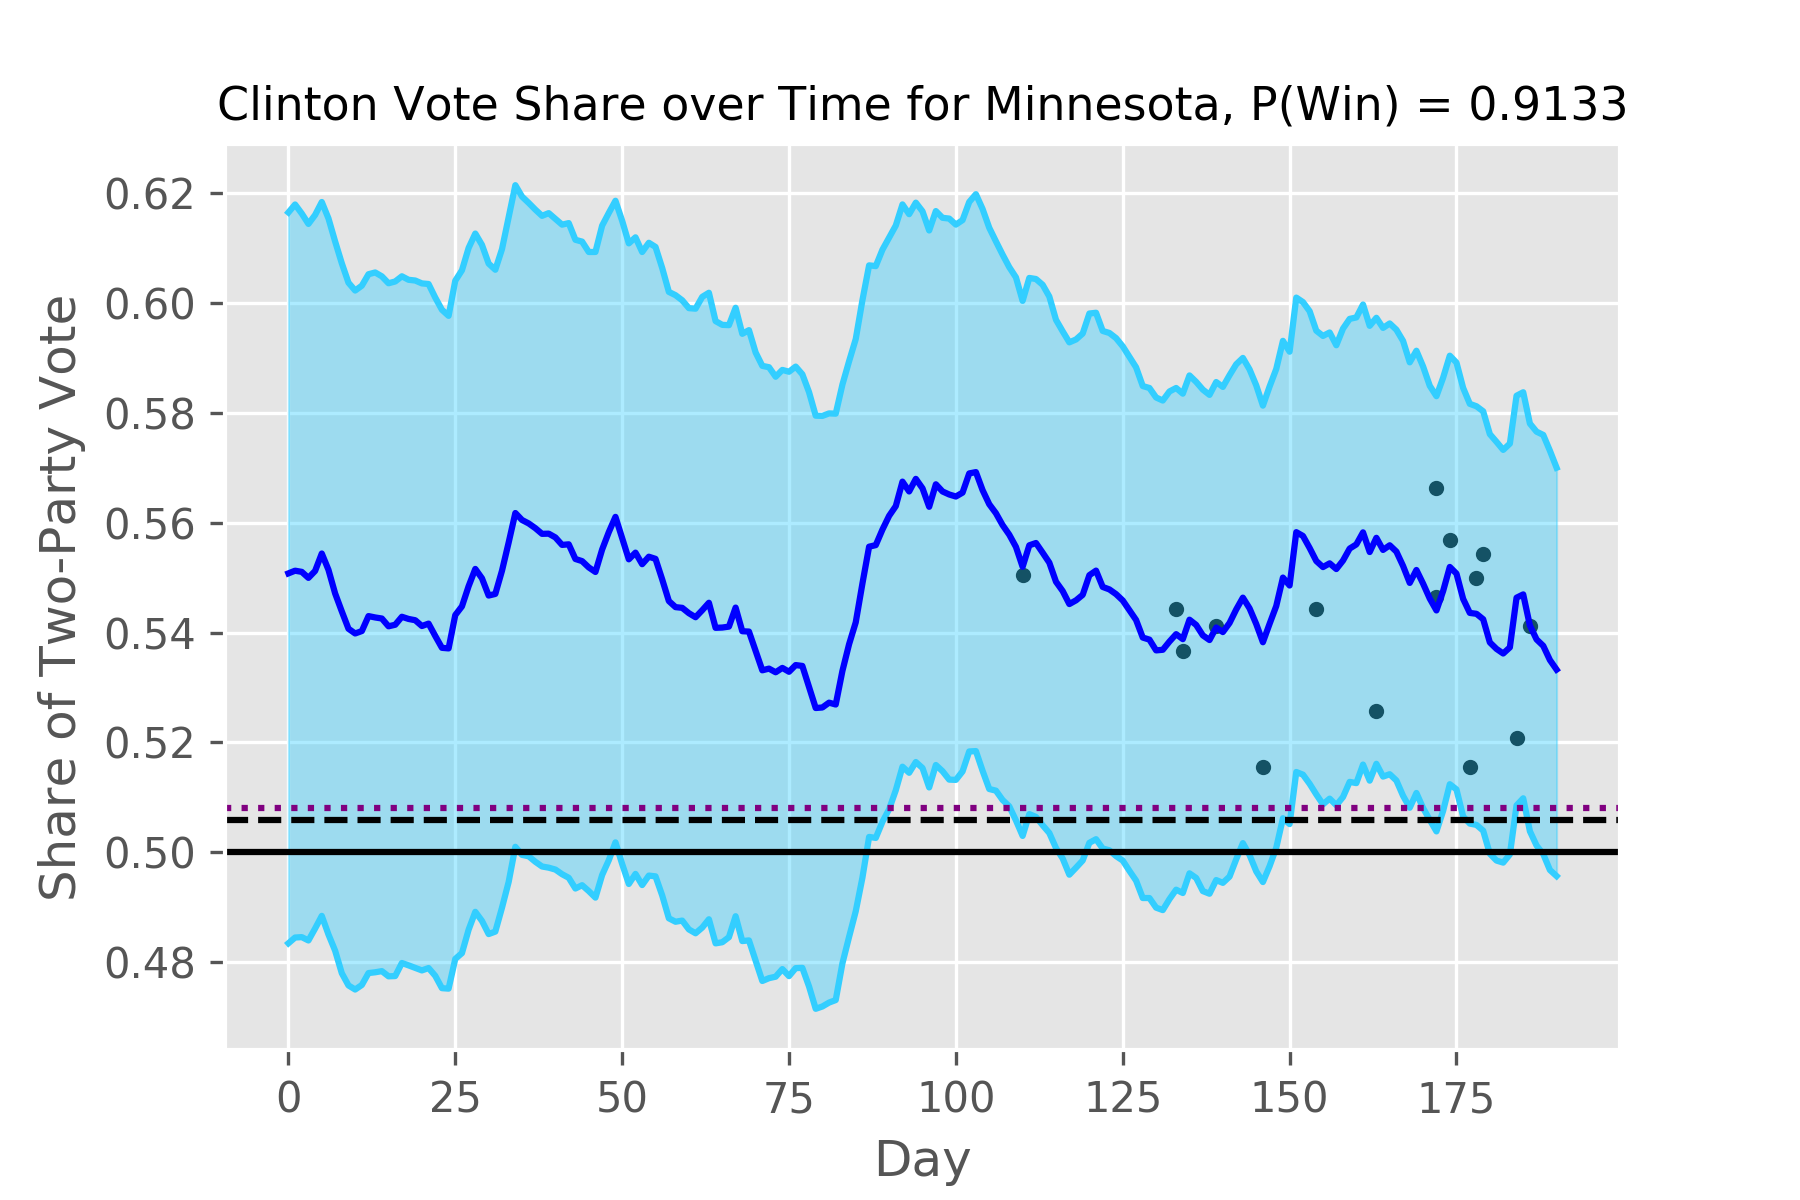 Clinton Vote Share over Time for Minnesota, P(Win) = 0.9133
Share of Two-Party Vote
0.62
0.60
0.58
0.56
0.54
0.52
0.50
0.48
0 25 50 75 100 125 150 175
Day